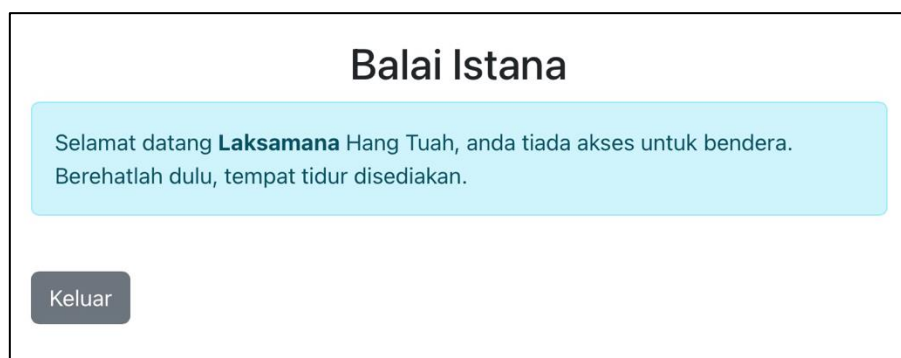 Balai Istana
Selamat datang Laksamana Hang Tuah, anda tiada akses untuk bendera.
Berehatlah dulu, tempat tidur disediakan.
Keluar